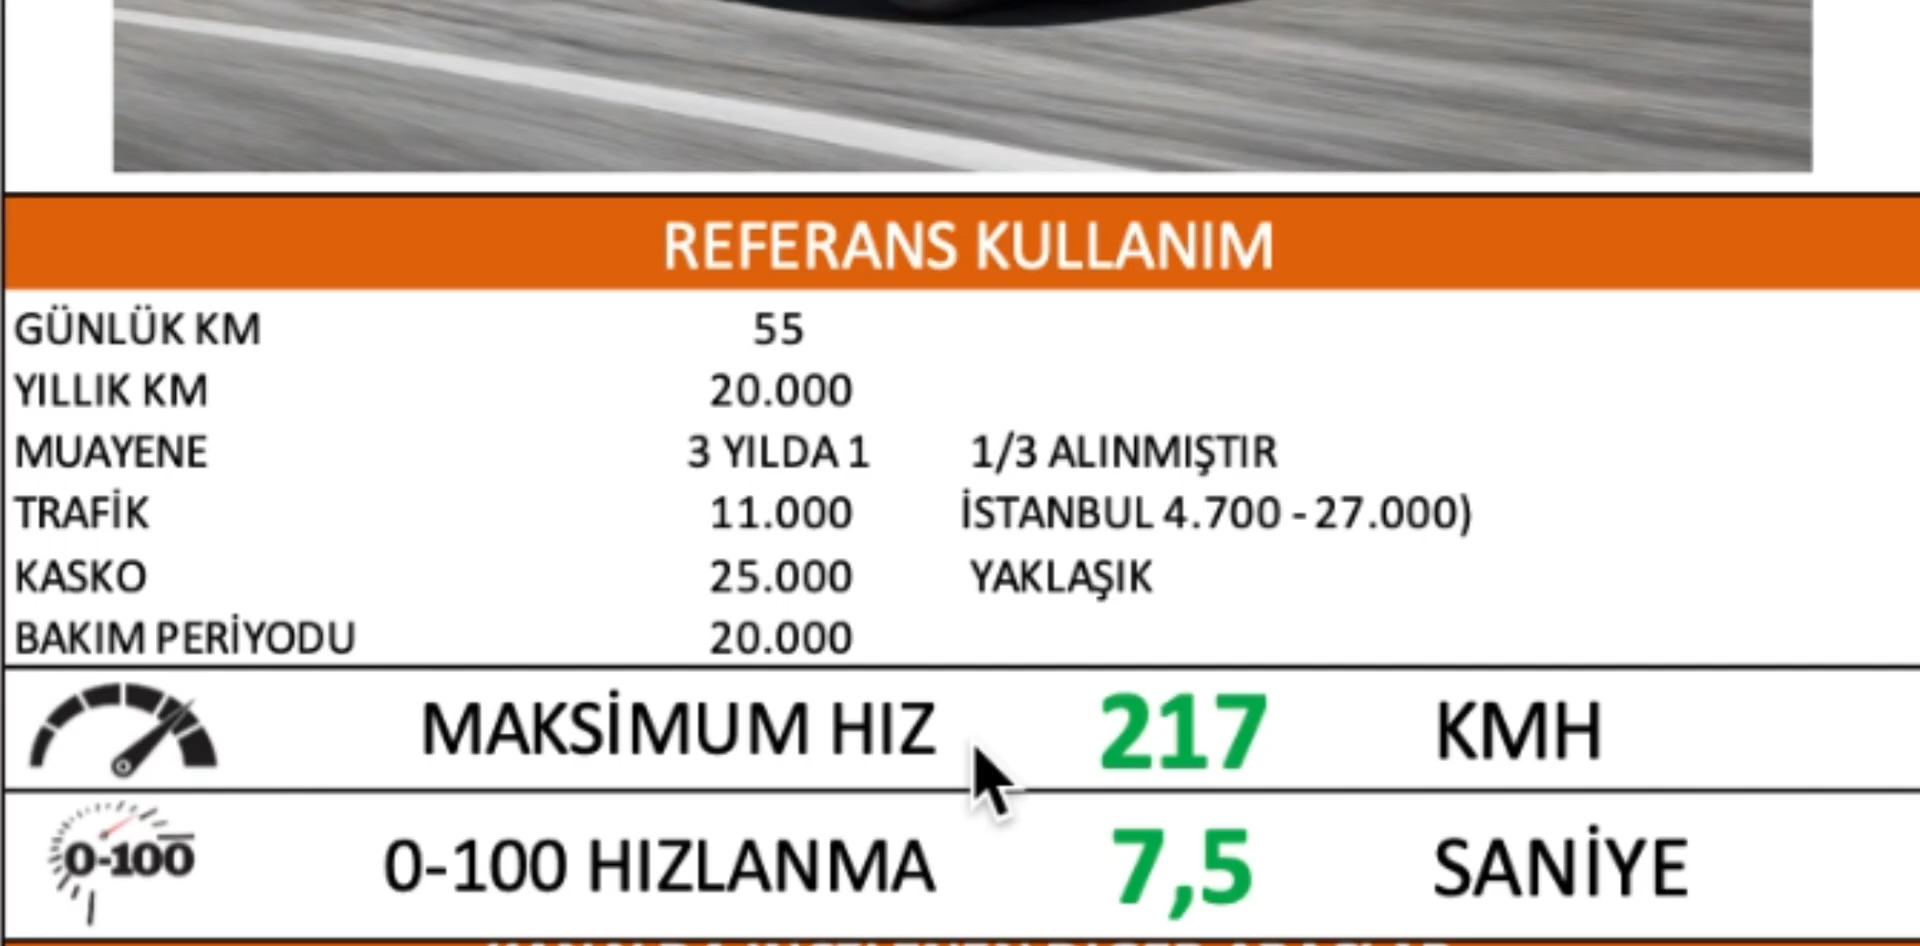 REFERANS KULLANIM
GÜNLÜK KM 55
YILLIK KM 20.000
MUAYENE 3 YILDA 1 1/3 ALINMIŞTIR
TRAFİK 11.000 İSTANBUL 4.700 - 27.000)
KASKO 25.000 YAKLAŞIK
BAKIM PERİYODU 20.000
MAKSİMUM HIZ 217 KMH
0-100 0-100 HIZLANMA 7,5 SANİYE